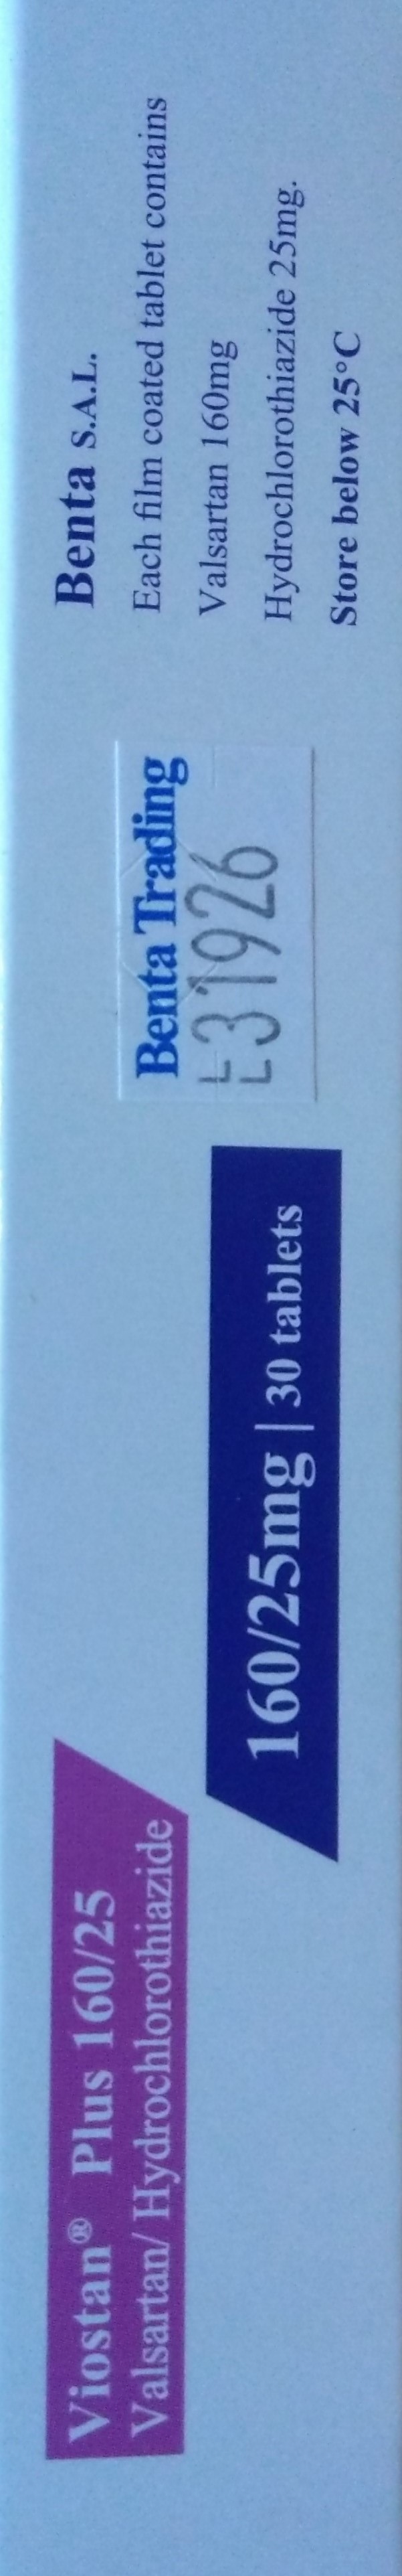 Viostan® Plus 160/25
Valsartan/ Hydrochlorothiazide
160/25mg | 30 tablets
Benta Trading
31926
Benta S.A.L.
Each film coated tablet contains
Valsartan 160mg
Hydrochlorothiazide 25mg.
Store below 25°C